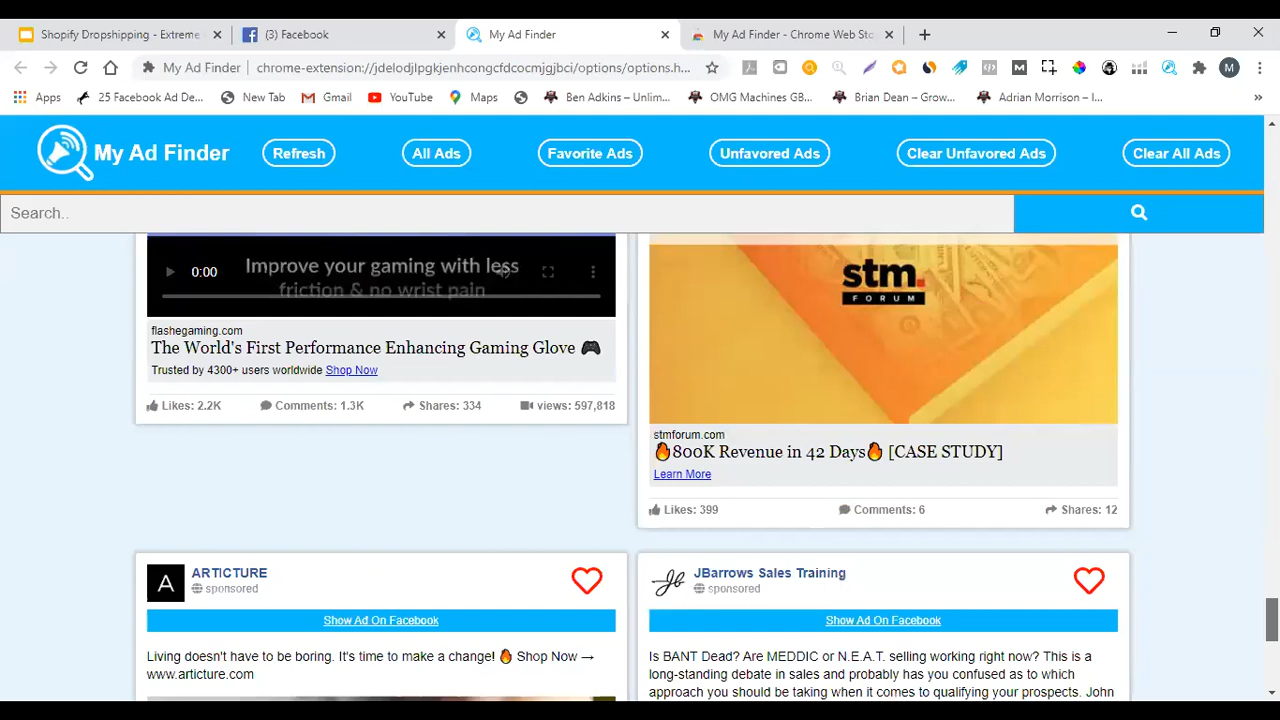 Shopify Dropshipping - Extreme
(3) Facebook
My Ad Finder
My Ad Finder - Chrome Web Sto
My Ad Finder
chrome-extension://jdelodjlpgkjenhcongcfdcocmjgjbci/options/options.h...
M
Apps
25 Facebook Ad De...
New Tab
Gmail
YouTube
Maps
Ben Adkins – Unlim...
OMG Machines GB...
Brian Dean – Grow...
Adrian Morrison – I...
»
My Ad Finder
Refresh
All Ads
Favorite Ads
Unfavored Ads
Clear Unfavored Ads
Clear All Ads
Search..
0:00
Improve your gaming with less
friction & no wrist pain
flashegaming.com
The World's First Performance Enhancing Gaming Glove 🎮
Trusted by 4300+ users worldwide Shop Now
Likes: 2.2K
Comments: 1.3K
Shares: 334
views: 597,818
stm.
FORUM
stmforum.com
🔥800K Revenue in 42 Days🔥 [CASE STUDY]
Learn More
Likes: 399
Comments: 6
Shares: 12
A
ARTICTURE
sponsored
Show Ad On Facebook
Living doesn't have to be boring. It's time to make a change! 🔥 Shop Now →
www.articture.com
Jb
JBarrows Sales Training
sponsored
Show Ad On Facebook
Is BANT Dead? Are MEDDIC or N.E.A.T. selling working right now? This is a
long-standing debate in sales and probably has you confused as to which
approach you should be taking when it comes to qualifying your prospects. John